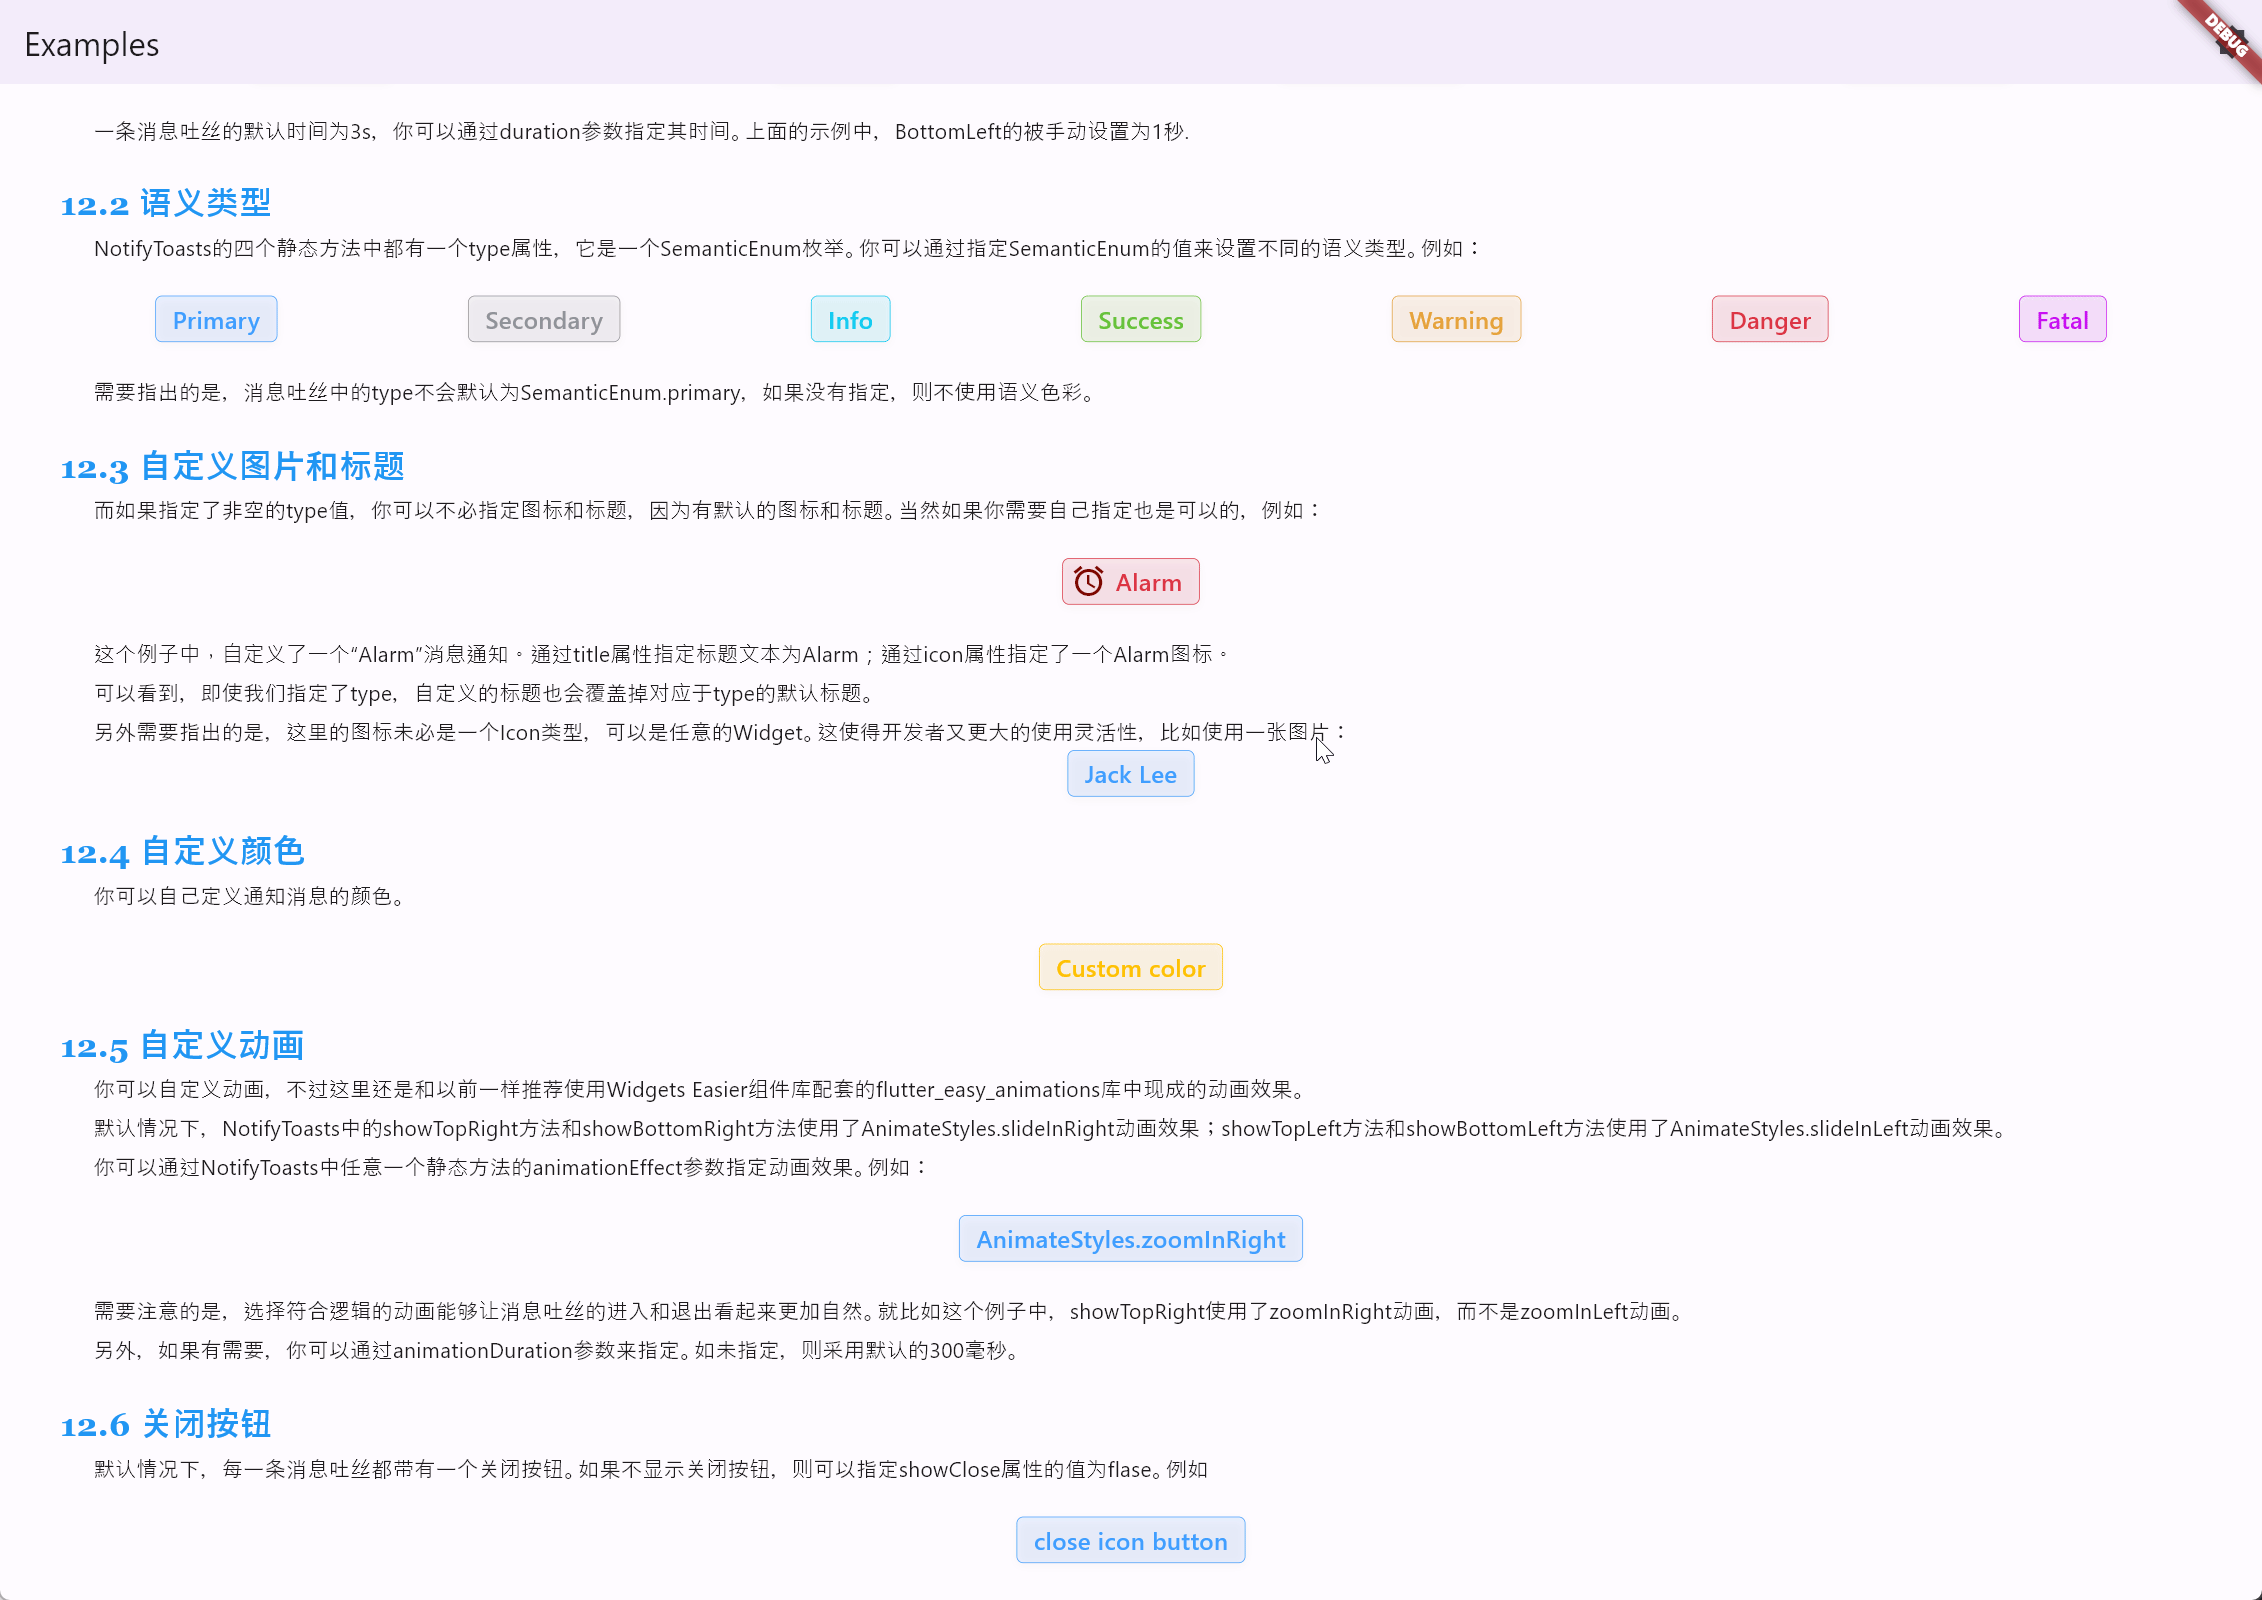 Examples
DEBUG
一条消息吐丝的默认时间为3s，你可以通过duration参数指定其时间。上面的示例中，BottomLeft的被手动设置为1秒.
12.2 语义类型
NotifyToasts的四个静态方法中都有一个type属性，它是一个SemanticEnum枚举。你可以通过指定SemanticEnum的值来设置不同的语义类型。例如：
Primary Secondary Info Success Warning Danger Fatal
需要指出的是，消息吐丝中的type不会默认为SemanticEnum.primary，如果没有指定，则不使用语义色彩。
12.3 自定义图片和标题
而如果指定了非空的type值，你可以不必指定图标和标题，因为有默认的图标和标题。当然如果你需要自己指定也是可以的，例如：
Alarm
这个例子中，自定义了一个“Alarm”消息通知。通过title属性指定标题文本为Alarm；通过icon属性指定了一个Alarm图标。
可以看到，即使我们指定了type，自定义的标题也会覆盖掉对应于type的默认标题。
另外需要指出的是，这里的图标未必是一个Icon类型，可以是任意的Widget。这使得开发者又更大的使用灵活性，比如使用一张图片：
Jack Lee
12.4 自定义颜色
你可以自己定义通知消息的颜色。
Custom color
12.5 自定义动画
你可以自定义动画，不过这里还是和以前一样推荐使用Widgets Easier组件库配套的flutter_easy_animations库中现成的动画效果。
默认情况下，NotifyToasts中的showTopRight方法和showBottomRight方法使用了AnimateStyles.slideInRight动画效果；showTopLeft方法和showBottomLeft方法使用了AnimateStyles.slideInLeft动画效果。
你可以通过NotifyToasts中任意一个静态方法的animationEffect参数指定动画效果。例如：
AnimateStyles.zoomInRight
需要注意的是，选择符合逻辑的动画能够让消息吐丝的进入和退出看起来更加自然。就比如这个例子中，showTopRight使用了zoomInRight动画，而不是zoomInLeft动画。
另外，如果有需要，你可以通过animationDuration参数来指定。如未指定，则采用默认的300毫秒。
12.6 关闭按钮
默认情况下，每一条消息吐丝都带有一个关闭按钮。如果不显示关闭按钮，则可以指定showClose属性的值为flase。例如
close icon button